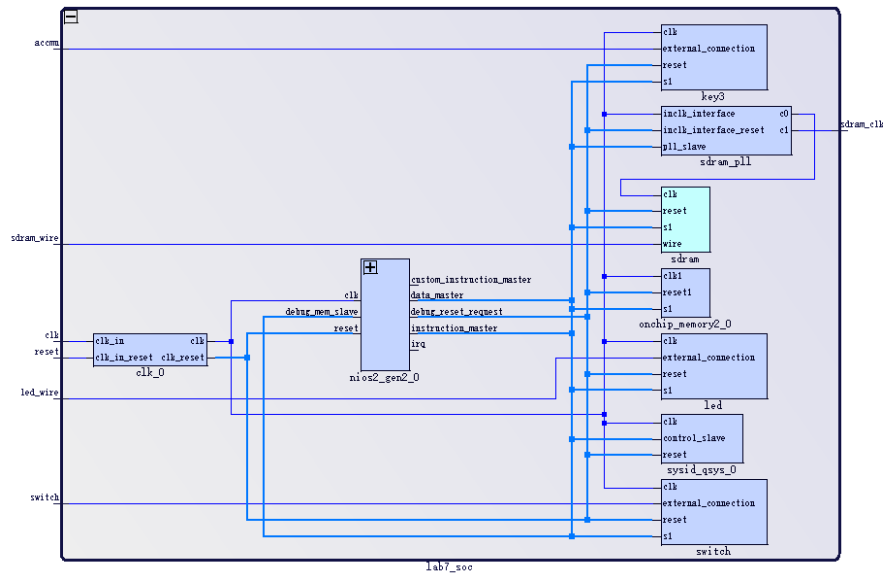 accmu
sdram_wire
clk
reset
led_wire
switch
clk_in
clk
clk_in_reset
clk_reset
clk_0
clk
debug_mem_slave
reset
custom_instruction_master
data_master
debug_reset_request
instruction_master
irq
nios2_gen2_0
clk
external_connection
reset
s1
key3
inclk_interface
c0
inclk_interface_reset
c1
pll_slave
sdram_pll
sdram_clk
clk
reset
s1
wire
sdram
clk1
reset1
s1
onchip_memory2_0
clk
external_connection
reset
s1
led
clk
control_slave
reset
sysid_qsys_0
clk
external_connection
reset
s1
switch
lab7_soc